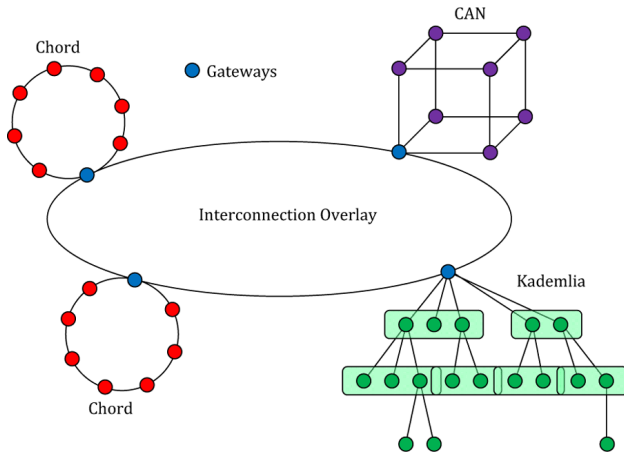 CAN
Chord
Gateways
Interconnection Overlay
Kademlia
Chord